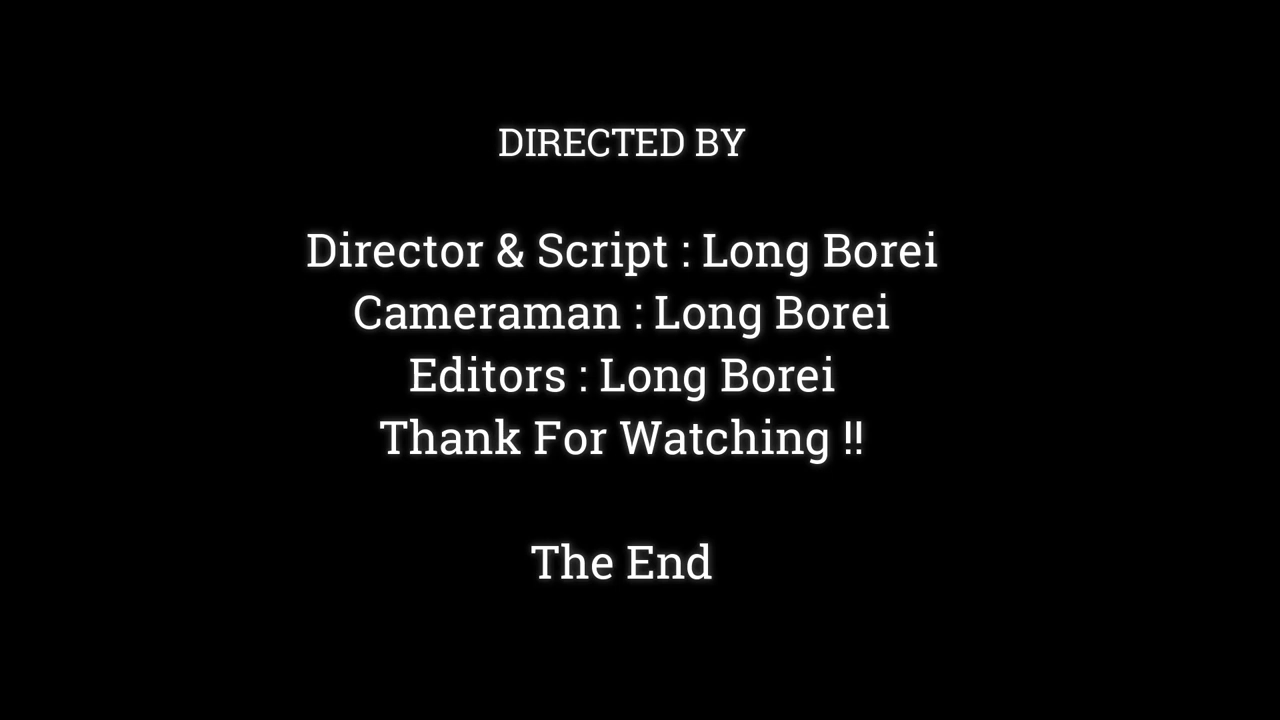 DIRECTED BY
Director & Script : Long Borei
Cameraman : Long Borei
Editors : Long Borei
Thank For Watching !!
The End